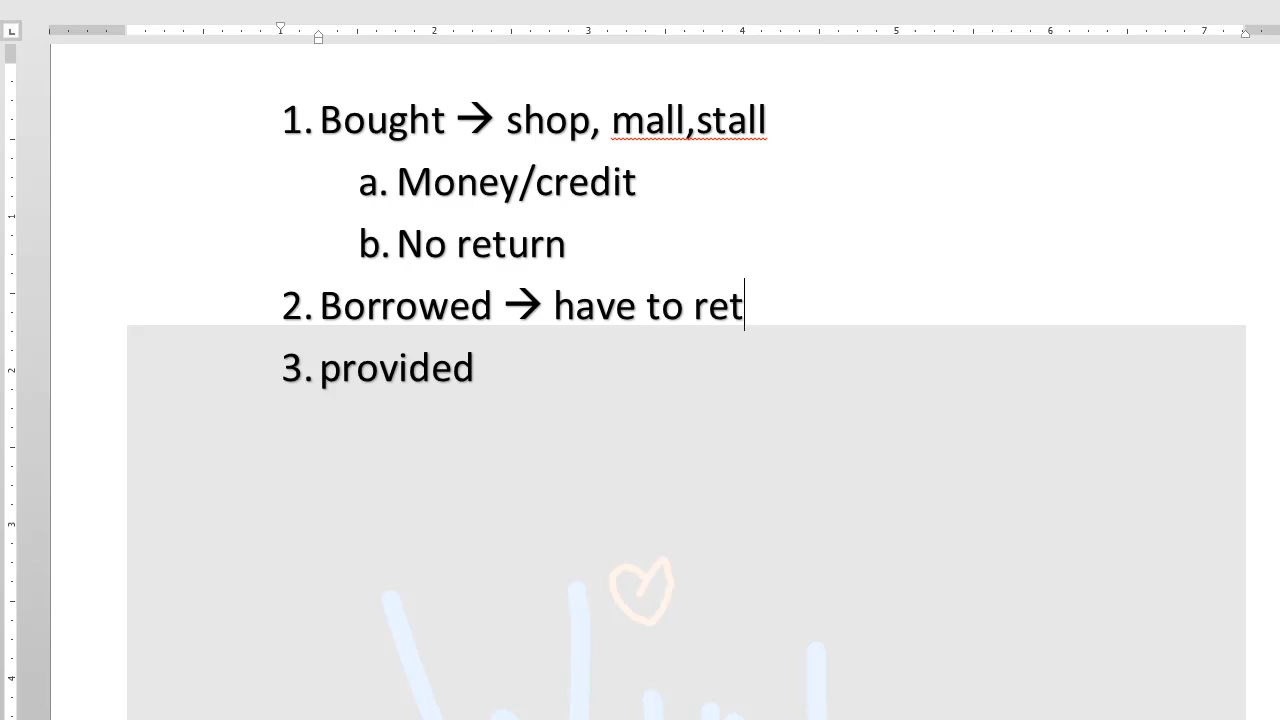 1. Bought → shop, mall,stall
a. Money/credit
b. No return
2. Borrowed → have to ret
3. provided